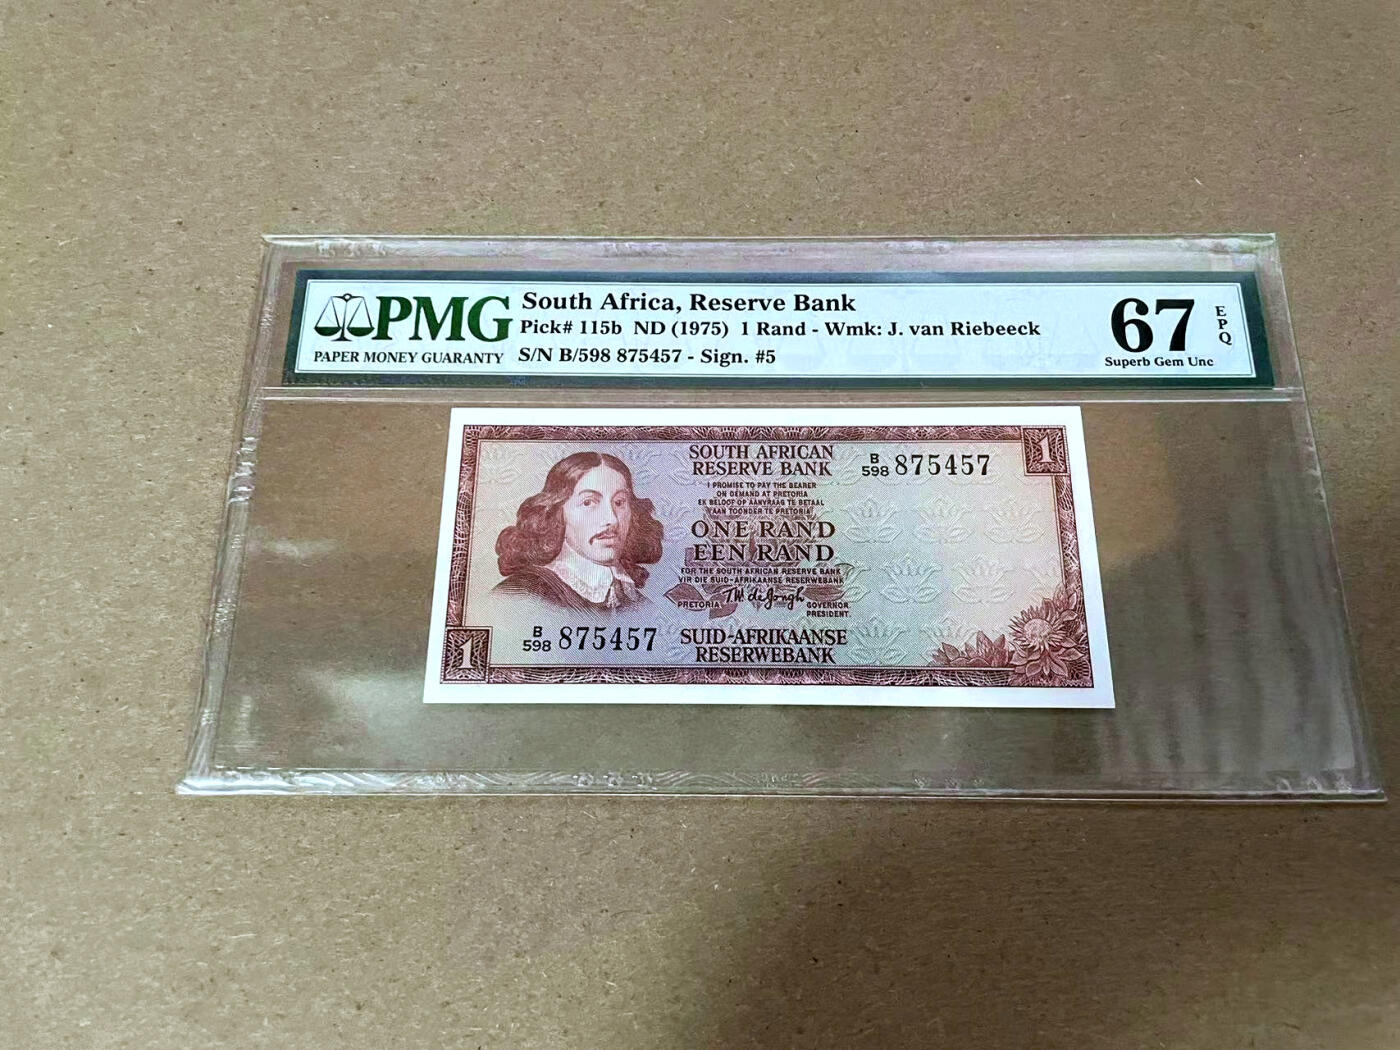 PMG
PAPER MONEY GUARANTY
South Africa, Reserve Bank
Pick# 115b ND (1975) 1 Rand - Wmk: J. van Riebeeck
S/N B/598 875457 - Sign. #5
67
EPQ
Superb Gem Unc
SOUTH AFRICAN
RESERVE BANK
B
598 875457
1
I PROMISE TO PAY THE BEARER
ON DEMAND AT PRETORIA
EK BELOOF OP AANVRAAG TE BETAAL
AAN TOONDER TE PRETORIA
ONE RAND
EEN RAND
FOR THE SOUTH AFRICAN RESERVE BANK
VIR DIE SUID-AFRIKAANSE RESERWEBANK
PRETORIA
T.W. de Jongh
GOVERNOR.
PRESIDENT.
1
B
598 875457
SUID-AFRIKAANSE
RESERWEBANK